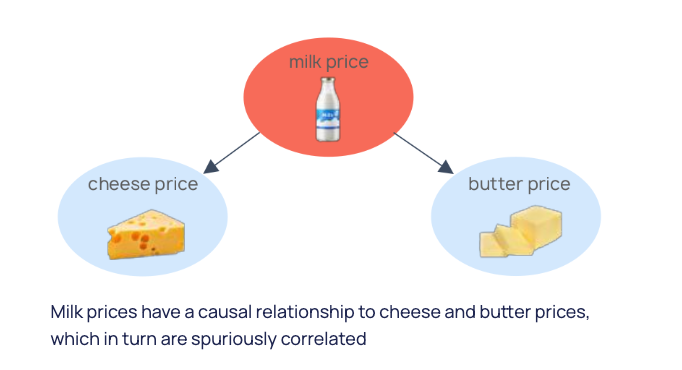 milk price
Milk
cheese price
butter price
Milk prices have a causal relationship to cheese and butter prices,
which in turn are spuriously correlated